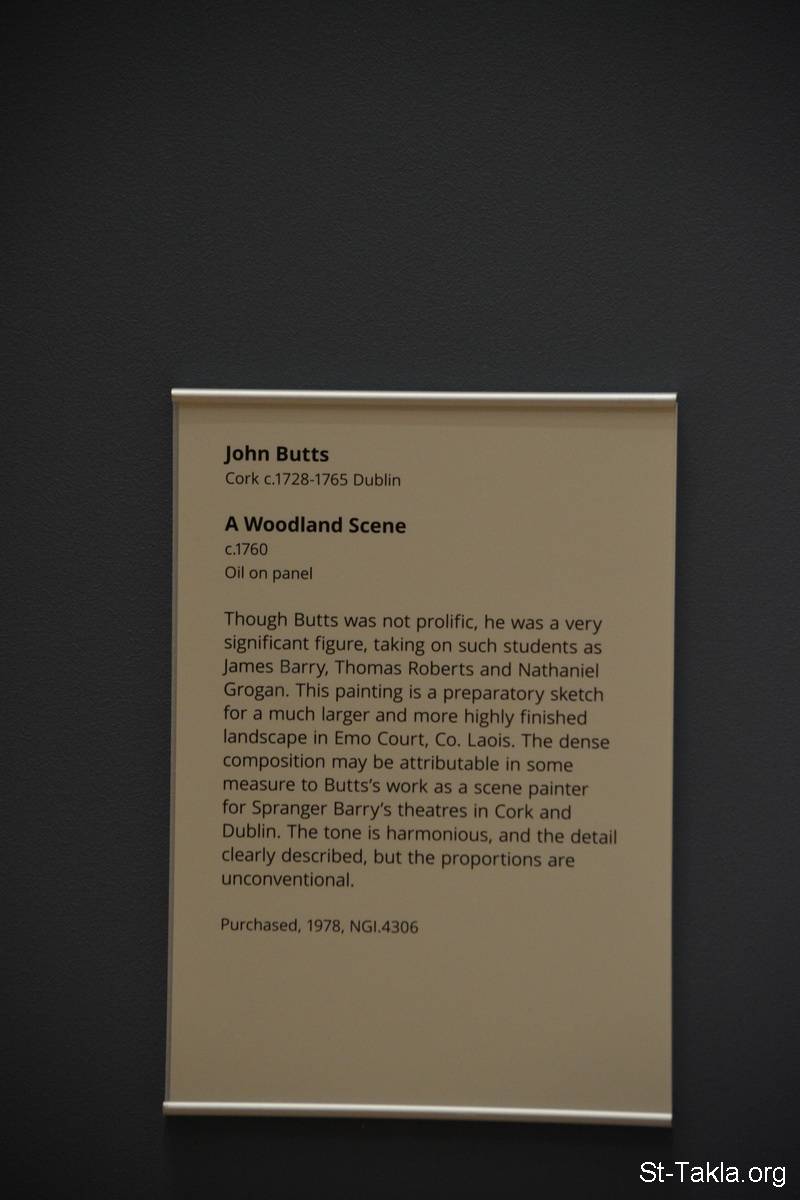 John Butts
Cork c.1728-1765 Dublin
A Woodland Scene
c.1760
Oil on panel
Though Butts was not prolific, he was a very
significant figure, taking on such students as
James Barry, Thomas Roberts and Nathaniel
Grogan. This painting is a preparatory sketch
for a much larger and more highly finished
landscape in Emo Court, Co. Laois. The dense
composition may be attributable in some
measure to Butts's work as a scene painter
for Spranger Barry's theatres in Cork and
Dublin. The tone is harmonious, and the detail
clearly described, but the proportions are
unconventional.
Purchased, 1978, NGI.4306
St-Takla.org